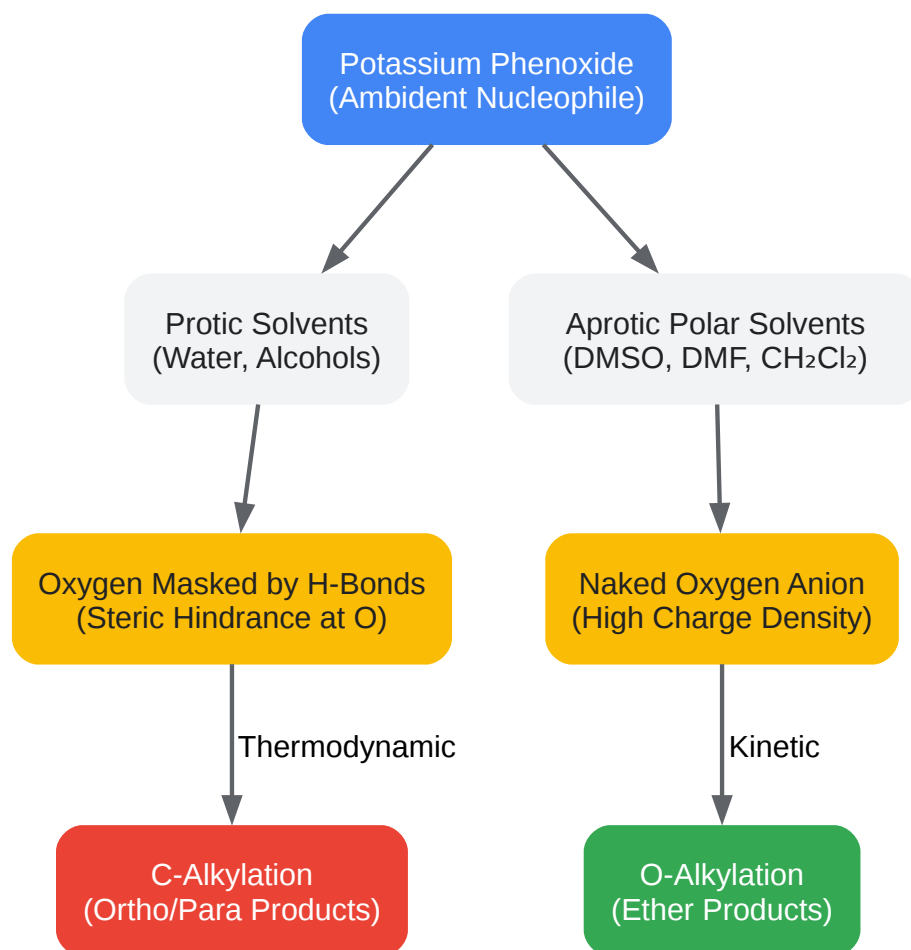 Potassium Phenoxide
(Ambident Nucleophile)
Protic Solvents
(Water, Alcohols)
Aprotic Polar Solvents
(DMSO, DMF, CH₂Cl₂)
Oxygen Masked by H-Bonds
(Steric Hindrance at O)
Naked Oxygen Anion
(High Charge Density)
Thermodynamic
Kinetic
C-Alkylation
(Ortho/Para Products)
O-Alkylation
(Ether Products)